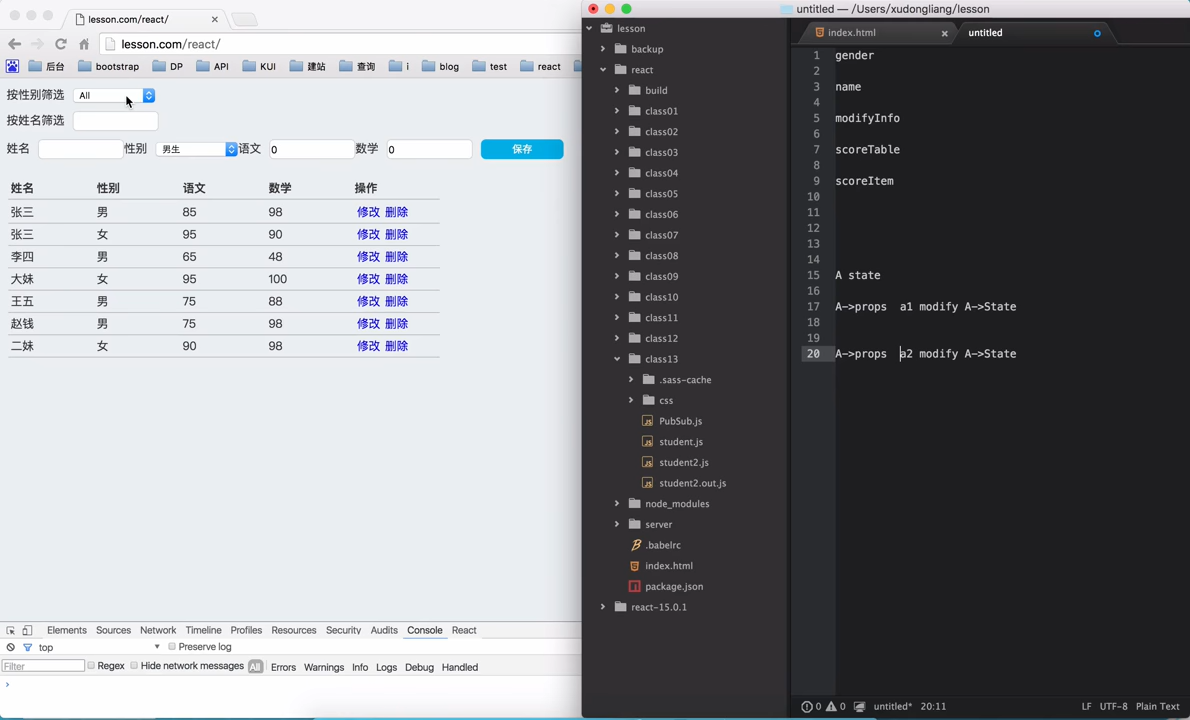 lesson.com/react/
lesson.com/react/
后台 bootstrap DP API KUI 建站 查询 i blog test react
按性别筛选 All
按姓名筛选
姓名 性别 男生 语文 0 数学 0 保存
姓名 性别 语文 数学 操作
张三 男 85 98 修改 删除
张三 女 95 90 修改 删除
李四 男 65 48 修改 删除
大妹 女 95 100 修改 删除
王五 男 75 88 修改 删除
赵钱 男 75 98 修改 删除
二妹 女 90 98 修改 删除
Elements Sources Network Timeline Profiles Resources Security Audits Console React
top Preserve log
Filter Regex Hide network messages All Errors Warnings Info Logs Debug Handled
untitled — /Users/xudongliang/lesson
lesson
backup
react
build
class01
class02
class03
class04
class05
class06
class07
class08
class09
class10
class11
class12
class13
.sass-cache
css
PubSub.js
student.js
student2.js
student2.out.js
node_modules
server
.babelrc
index.html
package.json
react-15.0.1
index.html untitled
1 gender
2
3 name
4
5 modifyInfo
6
7 scoreTable
8
9 scoreItem
10
11
12
13
14
15 A state
16
17 A->props a1 modify A->State
18
19
20 A->props a2 modify A->State
0 0 untitled* 20:11 LF UTF-8 Plain Text